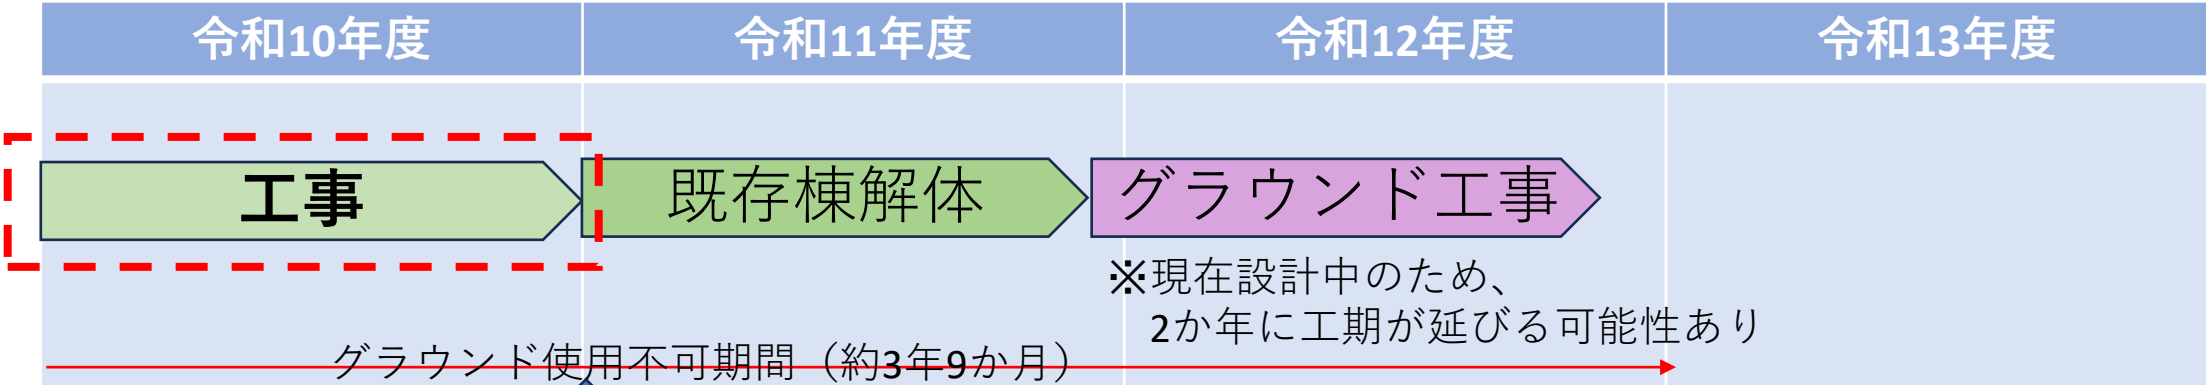 令和10年度
令和11年度
令和12年度
令和13年度
工事
既存棟解体
グラウンド工事
※現在設計中のため、
2か年に工期が延びる可能性あり
グラウンド使用不可期間（約3年9か月）